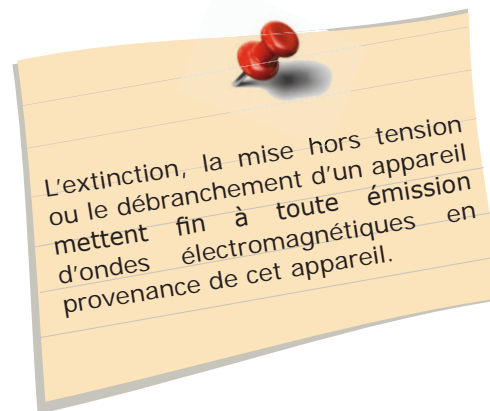 L'extinction, la mise hors tension
ou le débranchement d'un appareil
mettent fin à toute émission
d'ondes électromagnétiques en
provenance de cet appareil.